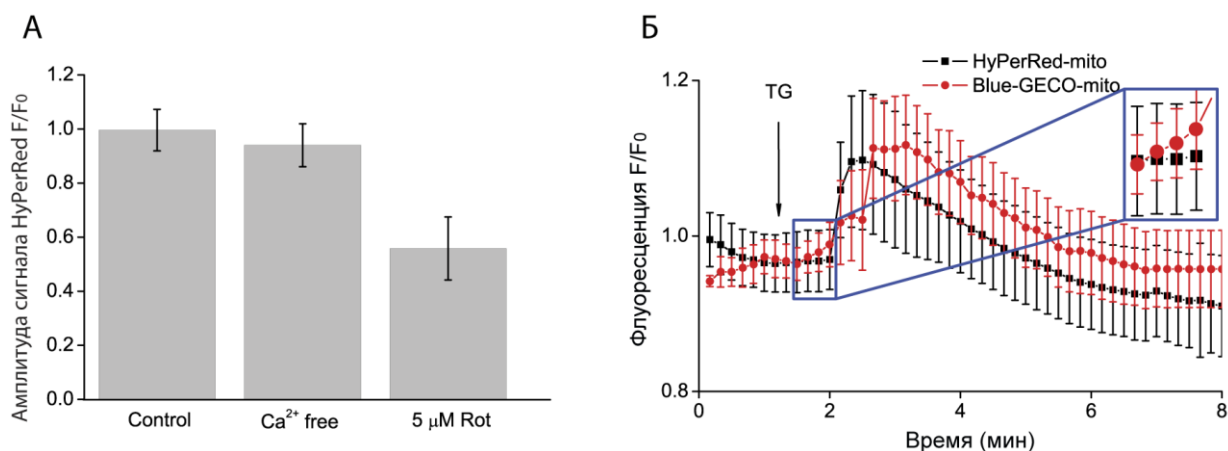 А
Амплитуда сигнала HyPerRed F/F₀
1.2
1.0
0.8
0.6
0.4
0.2
0.0
Control
Ca²⁺ free
5 μM Rot
Б
HyPerRed-mito
Blue-GECO-mito
TG
Флуоресценция F/F₀
1.2
1.0
0.8
0
2
4
6
8
Время (мин)